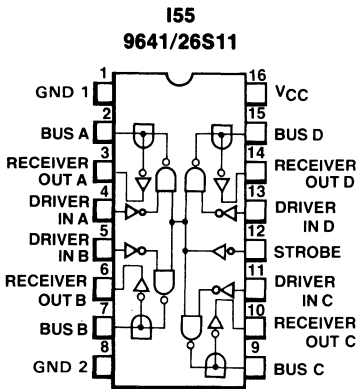 I55
9641/26S11
1
GND 1
2
BUS A
3
RECEIVER
OUT A
4
DRIVER
IN A
5
DRIVER
IN B
6
RECEIVER
OUT B
7
BUS B
8
GND 2
16
VCC
15
BUS D
14
RECEIVER
OUT D
13
DRIVER
IN D
12
STROBE
11
DRIVER
IN C
10
RECEIVER
OUT C
9
BUS C